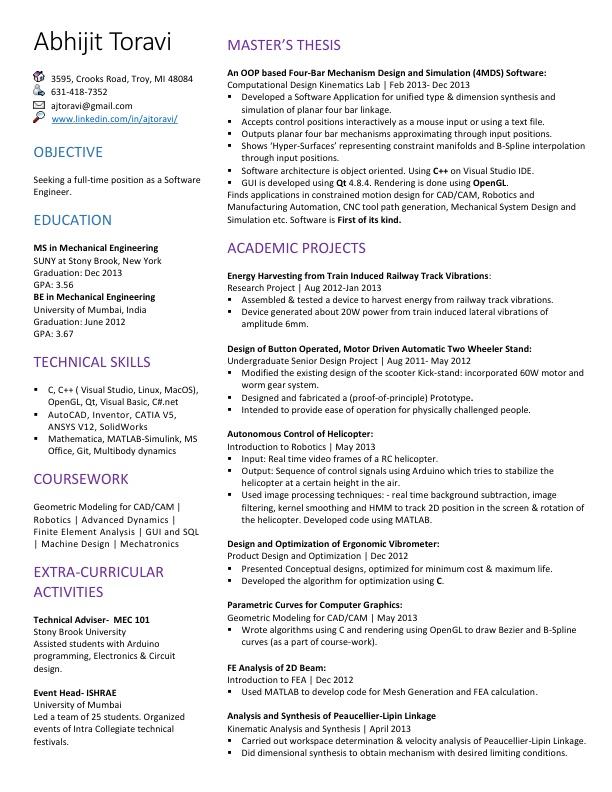 Abhijit Toravi
3595, Crooks Road, Troy, MI 48084
631-418-7352
ajtoravi@gmail.com
www.linkedin.com/in/ajtoravi/
OBJECTIVE
Seeking a full-time position as a Software
Engineer.
EDUCATION
MS in Mechanical Engineering
SUNY at Stony Brook, New York
Graduation: Dec 2013
GPA: 3.56
BE in Mechanical Engineering
University of Mumbai, India
Graduation: June 2012
GPA: 3.67
TECHNICAL SKILLS
▪ C, C++ ( Visual Studio, Linux, MacOS),
OpenGL, Qt, Visual Basic, C#.net
▪ AutoCAD, Inventor, CATIA V5,
ANSYS V12, SolidWorks
▪ Mathematica, MATLAB-Simulink, MS
Office, Git, Multibody dynamics
COURSEWORK
Geometric Modeling for CAD/CAM |
Robotics | Advanced Dynamics |
Finite Element Analysis | GUI and SQL
| Machine Design | Mechatronics
EXTRA-CURRICULAR
ACTIVITIES
Technical Adviser- MEC 101
Stony Brook University
Assisted students with Arduino
programming, Electronics & Circuit
design.
Event Head- ISHRAE
University of Mumbai
Led a team of 25 students. Organized
events of Intra Collegiate technical
festivals.
MASTER'S THESIS
An OOP based Four-Bar Mechanism Design and Simulation (4MDS) Software:
Computational Design Kinematics Lab | Feb 2013- Dec 2013
▪ Developed a Software Application for unified type & dimension synthesis and
simulation of planar four bar linkage.
▪ Accepts control positions interactively as a mouse input or using a text file.
▪ Outputs planar four bar mechanisms approximating through input positions.
▪ Shows 'Hyper-Surfaces' representing constraint manifolds and B-Spline interpolation
through input positions.
▪ Software architecture is object oriented. Using C++ on Visual Studio IDE.
▪ GUI is developed using Qt 4.8.4. Rendering is done using OpenGL.
Finds applications in constrained motion design for CAD/CAM, Robotics and
Manufacturing Automation, CNC tool path generation, Mechanical System Design and
Simulation etc. Software is First of its kind.
ACADEMIC PROJECTS
Energy Harvesting from Train Induced Railway Track Vibrations:
Research Project | Aug 2012-Jan 2013
▪ Assembled & tested a device to harvest energy from railway track vibrations.
▪ Device generated about 20W power from train induced lateral vibrations of
amplitude 6mm.
Design of Button Operated, Motor Driven Automatic Two Wheeler Stand:
Undergraduate Senior Design Project | Aug 2011- May 2012
▪ Modified the existing design of the scooter Kick-stand: incorporated 60W motor and
worm gear system.
▪ Designed and fabricated a (proof-of-principle) Prototype.
▪ Intended to provide ease of operation for physically challenged people.
Autonomous Control of Helicopter:
Introduction to Robotics | May 2013
▪ Input: Real time video frames of a RC helicopter.
▪ Output: Sequence of control signals using Arduino which tries to stabilize the
helicopter at a certain height in the air.
▪ Used image processing techniques: - real time background subtraction, image
filtering, kernel smoothing and HMM to track 2D position in the screen & rotation of
the helicopter. Developed code using MATLAB.
Design and Optimization of Ergonomic Vibrometer:
Product Design and Optimization | Dec 2012
▪ Presented Conceptual designs, optimized for minimum cost & maximum life.
▪ Developed the algorithm for optimization using C.
Parametric Curves for Computer Graphics:
Geometric Modeling for CAD/CAM | May 2013
▪ Wrote algorithms using C and rendering using OpenGL to draw Bezier and B-Spline
curves (as a part of course-work).
FE Analysis of 2D Beam:
Introduction to FEA | Dec 2012
▪ Used MATLAB to develop code for Mesh Generation and FEA calculation.
Analysis and Synthesis of Peaucellier-Lipin Linkage
Kinematic Analysis and Synthesis | April 2013
▪ Carried out workspace determination & velocity analysis of Peaucellier-Lipin Linkage.
▪ Did dimensional synthesis to obtain mechanism with desired limiting conditions.